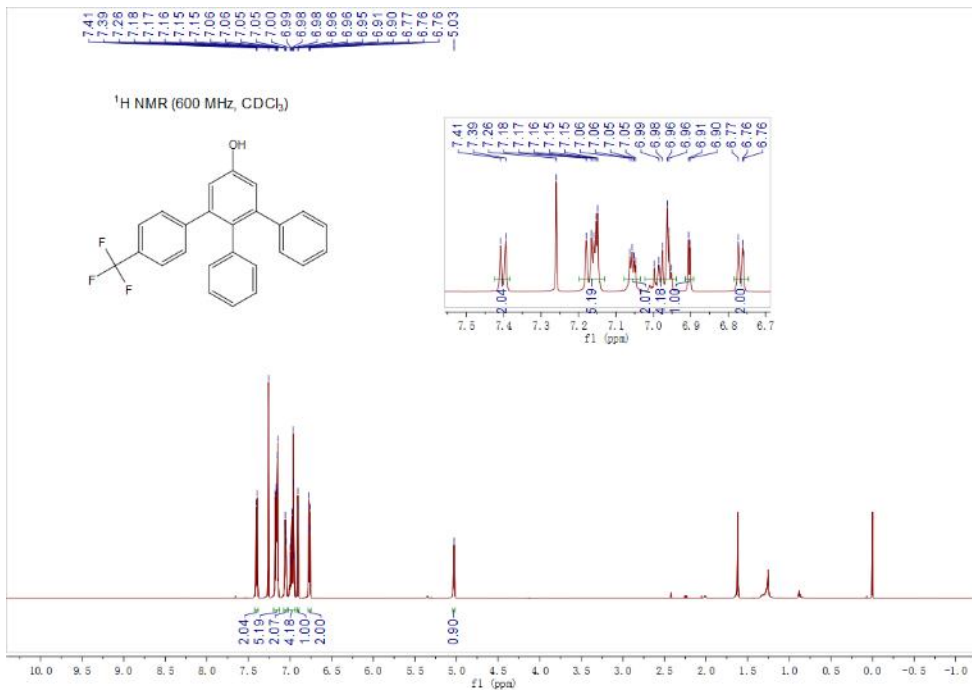 7.41 7.39 7.26 7.18 7.17 7.16 7.15 7.15 7.06 7.06 7.05 7.05 7.00 6.99 6.98 6.98 6.96 6.96 6.95 6.91 6.90 6.77 6.76 6.76 5.03
¹H NMR (600 MHz, CDCl₃)
OH
F
F
F
7.41 7.39 7.26 7.18 7.17 7.16 7.15 7.15 7.06 7.06 7.05 7.05 6.99 6.98 6.96 6.96 6.91 6.90 6.77 6.76 6.76
2.04 5.19 2.07 4.18 1.00 2.00
7.5 7.4 7.3 7.2 7.1 7.0 6.9 6.8 6.7
f1 (ppm)
2.04 5.19 2.07 4.18 1.00 2.00 0.90
10.0 9.5 9.0 8.5 8.0 7.5 7.0 6.5 6.0 5.5 5.0 4.5 4.0 3.5 3.0 2.5 2.0 1.5 1.0 0.5 0.0 -0.5 -1.0
f1 (ppm)